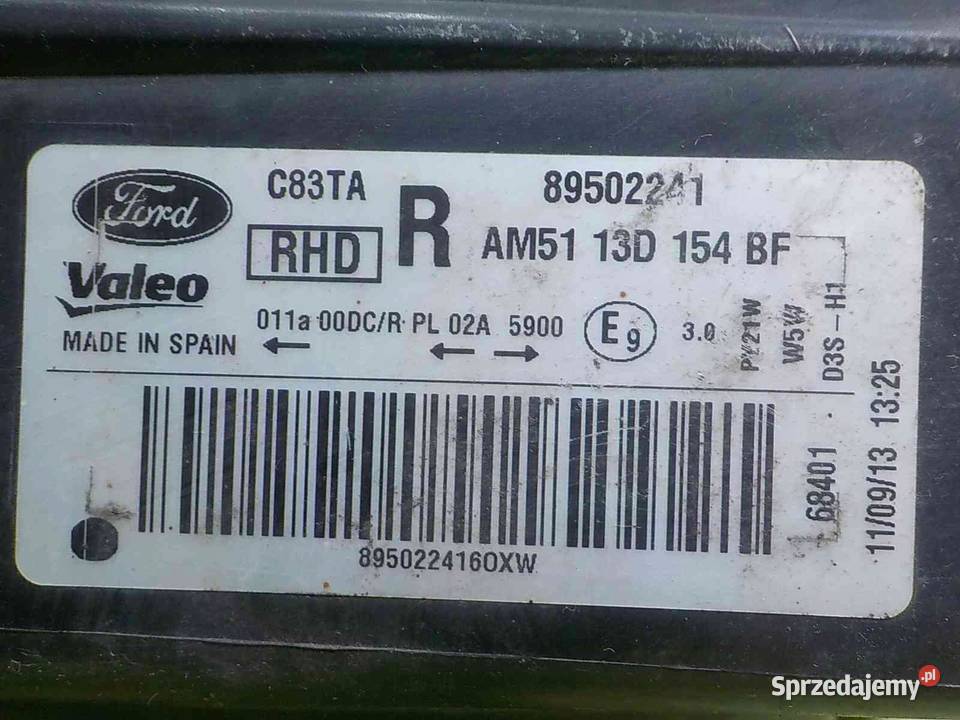 Ford
C83TA
R
89502241
RHD
AM51 13D 154 BF
Valeo
MADE IN SPAIN
011a 00DC/R PL 02A 5900
E9
3.0
PY21W
W5W
D3S-H1
68401
11/09/13 13:25
8950224160XW
Sprzedajemy.pl